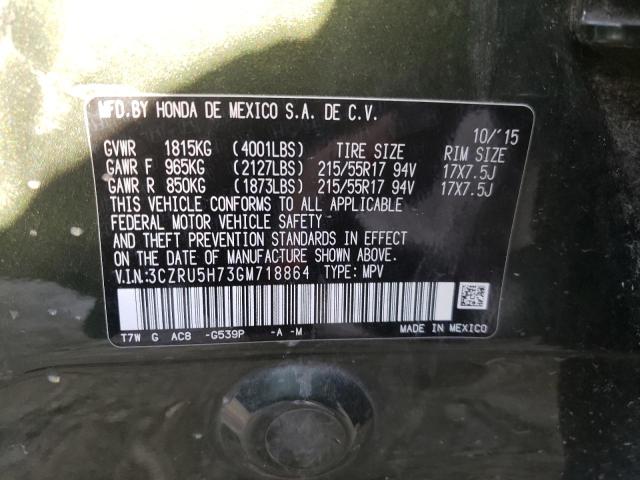 MFD.BY HONDA DE MEXICO S.A. DE C.V.
10/'15
GVWR 1815KG (4001LBS) TIRE SIZE RIM SIZE
GAWR F 965KG (2127LBS) 215/55R17 94V 17X7.5J
GAWR R 850KG (1873LBS) 215/55R17 94V 17X7.5J
THIS VEHICLE CONFORMS TO ALL APPLICABLE
FEDERAL MOTOR VEHICLE SAFETY
AND THEFT PREVENTION STANDARDS IN EFFECT
ON THE DATE OF MANUFACTURE SHOWN ABOVE.
V.I.N:3CZRU5H73GM718864 TYPE: MPV
T7W G AC8 -G539P -A -M MADE IN MEXICO